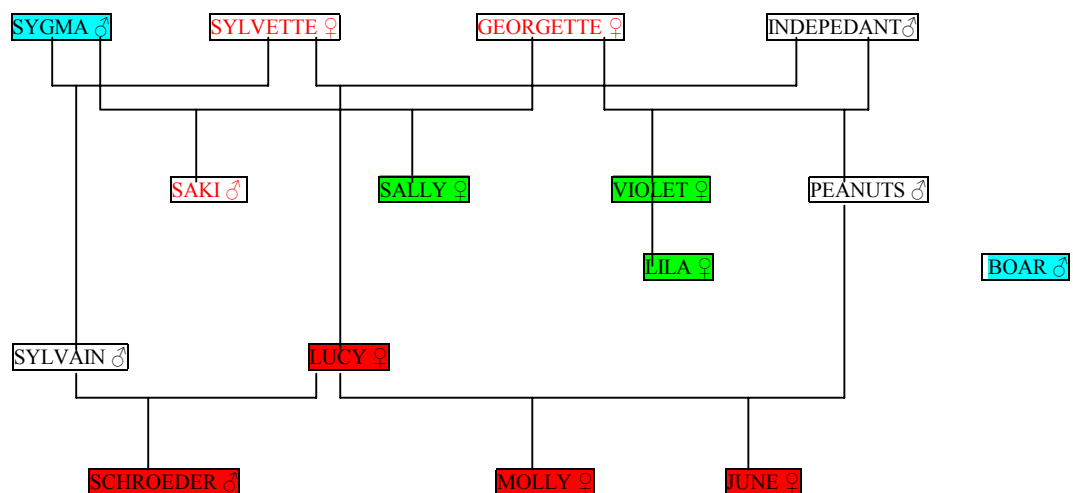 SYGMA ♂ SYLVETTE ♀ GEORGETTE ♀ INDEPEDANT♂
SAKI ♂ SALLY ♀ VIOLET ♀ PEANUTS ♂
LILA ♀ BOAR ♂
SYLVAIN ♂ LUCY ♀
SCHROEDER ♂ MOLLY ♀ JUNE ♀